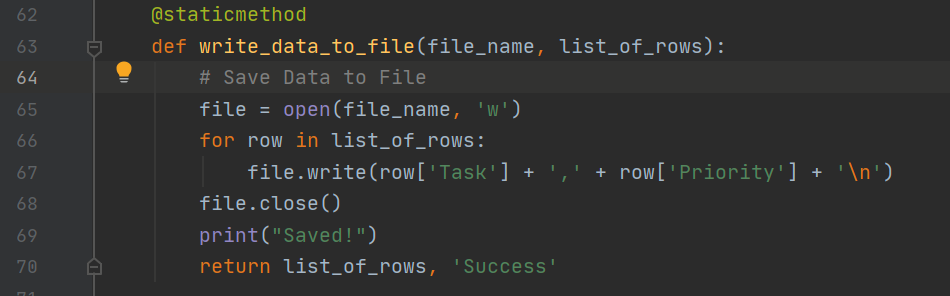 62 @staticmethod
63 def write_data_to_file(file_name, list_of_rows):
64 # Save Data to File
65 file = open(file_name, 'w')
66 for row in list_of_rows:
67 file.write(row['Task'] + ',' + row['Priority'] + '\n')
68 file.close()
69 print("Saved!")
70 return list_of_rows, 'Success'